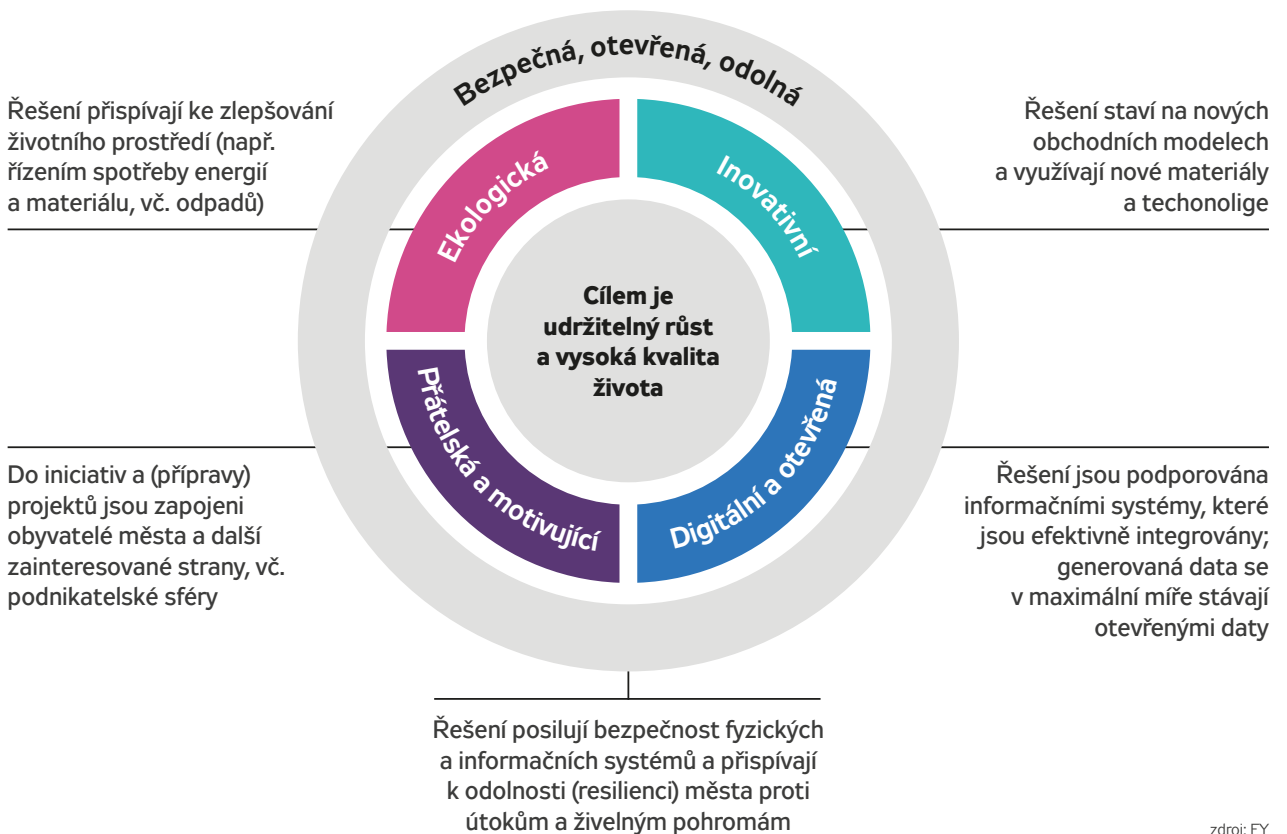 Bezpečná, otevřená, odolná
Řešení přispívají ke zlepšování
životního prostředí (např.
řízením spotřeby energií
a materiálu, vč. odpadů)
Řešení staví na nových
obchodních modelech
a využívají nové materiály
a techonolige
Ekologická
Inovativní
Cílem je
udržitelný růst
a vysoká kvalita
života
Přátelská a motivující
Digitální a otevřená
Do iniciativ a (přípravy)
projektů jsou zapojeni
obyvatelé města a další
zainteresované strany, vč.
podnikatelské sféry
Řešení jsou podporována
informačními systémy, které
jsou efektivně integrovány;
generovaná data se
v maximální míře stávají
otevřenými daty
Řešení posilují bezpečnost fyzických
a informačních systémů a přispívají
k odolnosti (resilienci) města proti
útokům a živelným pohromám
zdroj: EY